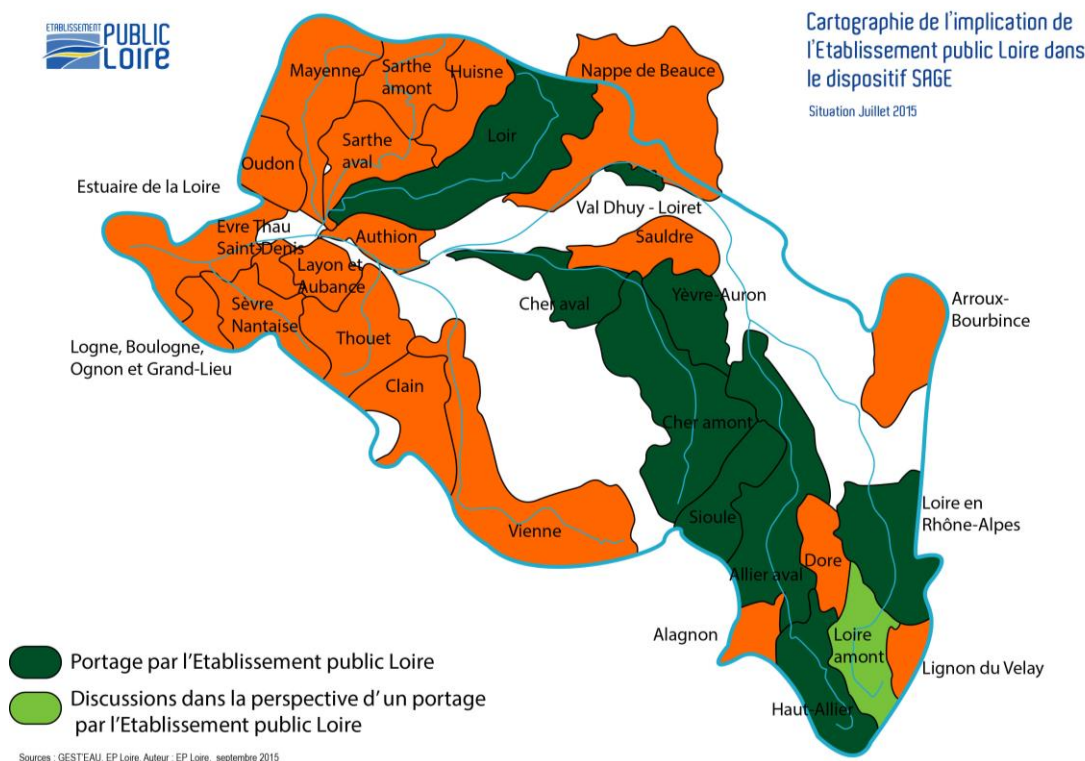 ETABLISSEMENT
PUBLIC
LOIRE
Cartographie de l'implication de
l'Etablissement public Loire dans
le dispositif SAGE
Situation Juillet 2015
Mayenne
Sarthe
amont
Huisne
Nappe de Beauce
Loir
Sarthe
aval
Oudon
Estuaire de la Loire
Val Dhuy - Loiret
Evre Thau
Saint-Denis
Authion
Sauldre
Layon et
Aubance
Cher aval
Yèvre-Auron
Arroux-
Bourbince
Sèvre
Nantaise
Thouet
Logne, Boulogne,
Ognon et Grand-Lieu
Clain
Cher amont
Loire en
Rhône-Alpes
Sioule
Vienne
Dore
Allier aval
Alagnon
Loire
amont
Lignon du Velay
Haut-Allier
Portage par l'Etablissement public Loire
Discussions dans la perspective d' un portage
par l'Etablissement public Loire
Sources : GEST'EAU, EP Loire, Auteur : EP Loire, septembre 2015